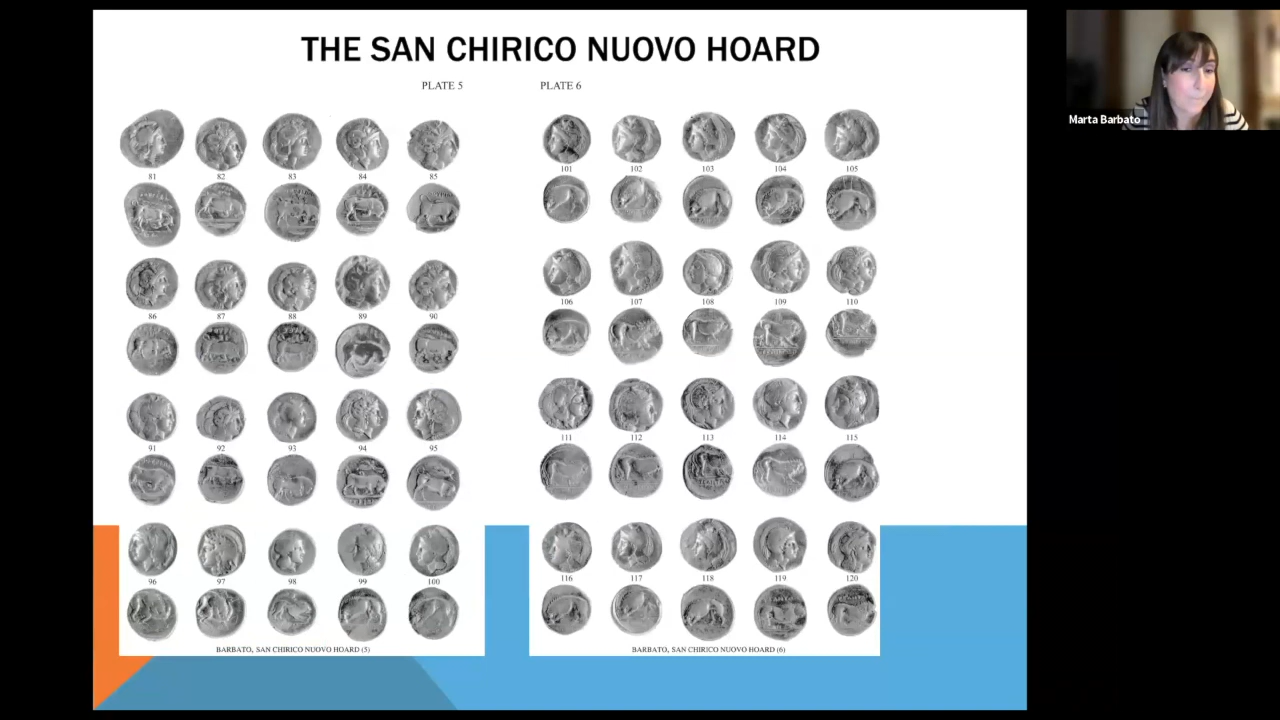 THE SAN CHIRICO NUOVO HOARD
PLATE 5
81 82 83 84 85
86 87 88 89 90
91 92 93 94 95
96 97 98 99 100
BARBATO, SAN CHIRICO NUOVO HOARD (5)
PLATE 6
101 102 103 104 105
106 107 108 109 110
111 112 113 114 115
116 117 118 119 120
BARBATO, SAN CHIRICO NUOVO HOARD (6)
Marta Barbato